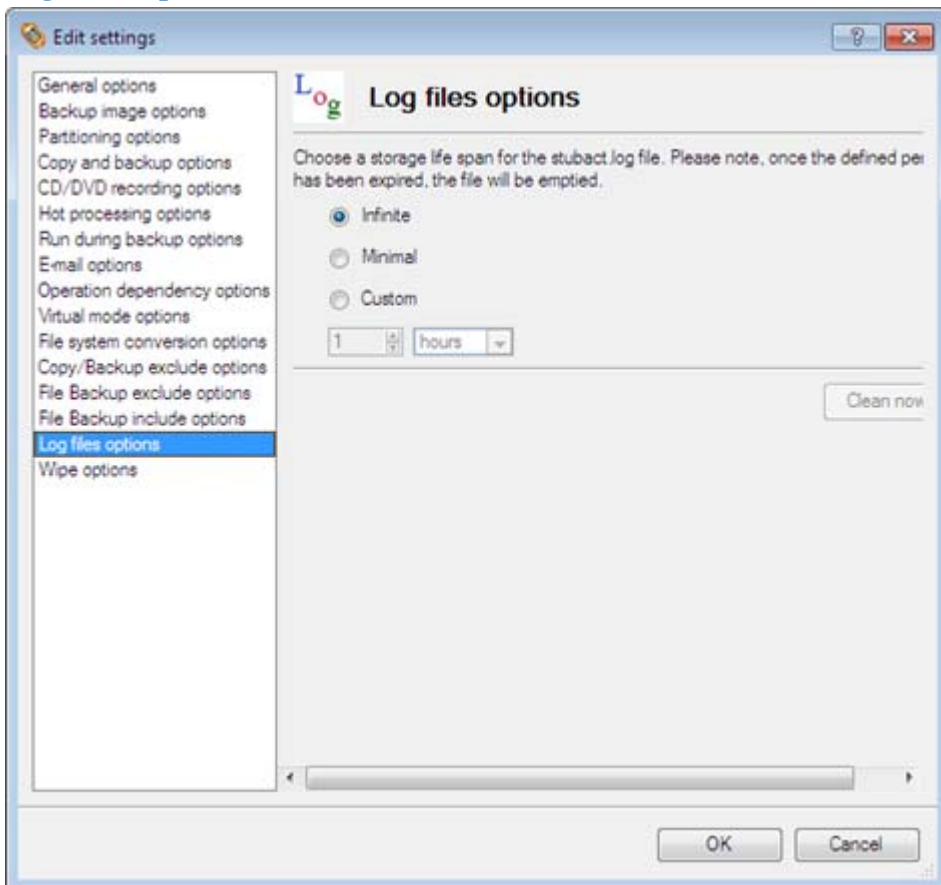 Edit settings
General options
Backup image options
Partitioning options
Copy and backup options
CD/DVD recording options
Hot processing options
Run during backup options
E-mail options
Operation dependency options
Virtual mode options
File system conversion options
Copy/Backup exclude options
File Backup exclude options
File Backup include options
Log files options
Wipe options
Log
Log files options
Choose a storage life span for the stubact.log file. Please note, once the defined per
has been expired, the file will be emptied.
Infinite
Minimal
Custom
1 hours
Clean now
OK Cancel